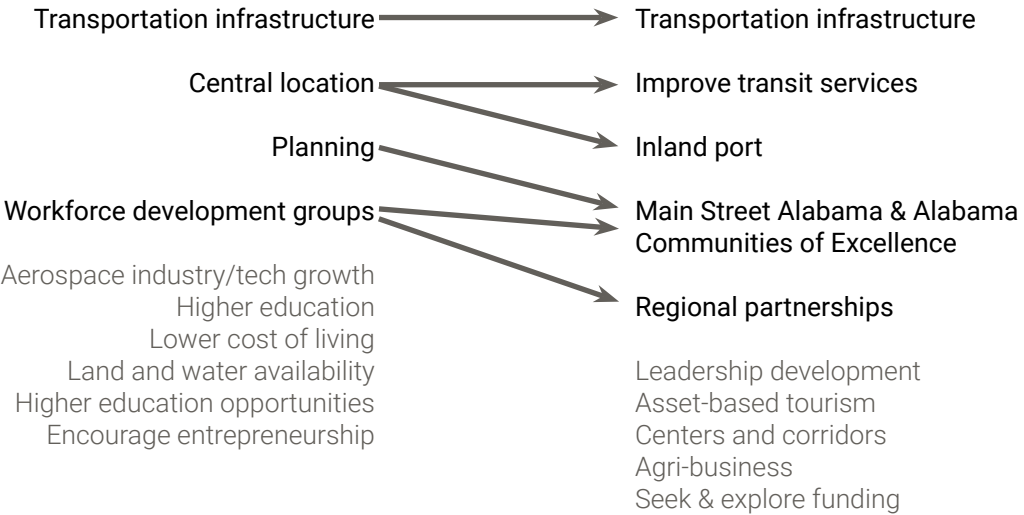 Transportation infrastructure
Central location
Planning
Workforce development groups
Aerospace industry/tech growth
Higher education
Lower cost of living
Land and water availability
Higher education opportunities
Encourage entrepreneurship
Transportation infrastructure
Improve transit services
Inland port
Main Street Alabama & Alabama
Communities of Excellence
Regional partnerships
Leadership development
Asset-based tourism
Centers and corridors
Agri-business
Seek & explore funding